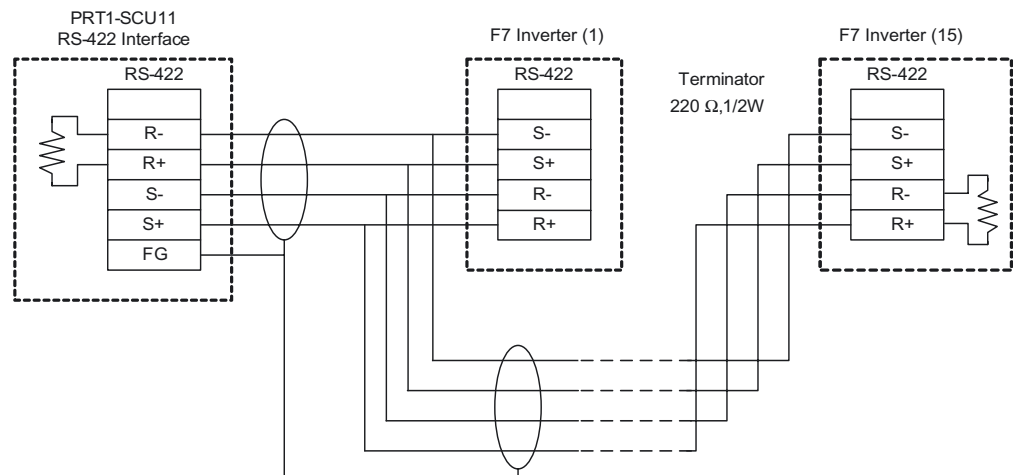 PRT1-SCU11
RS-422 Interface
RS-422
R-
R+
S-
S+
FG
F7 Inverter (1)
RS-422
S-
S+
R-
R+
Terminator
220 Ω,1/2W
F7 Inverter (15)
RS-422
S-
S+
R-
R+